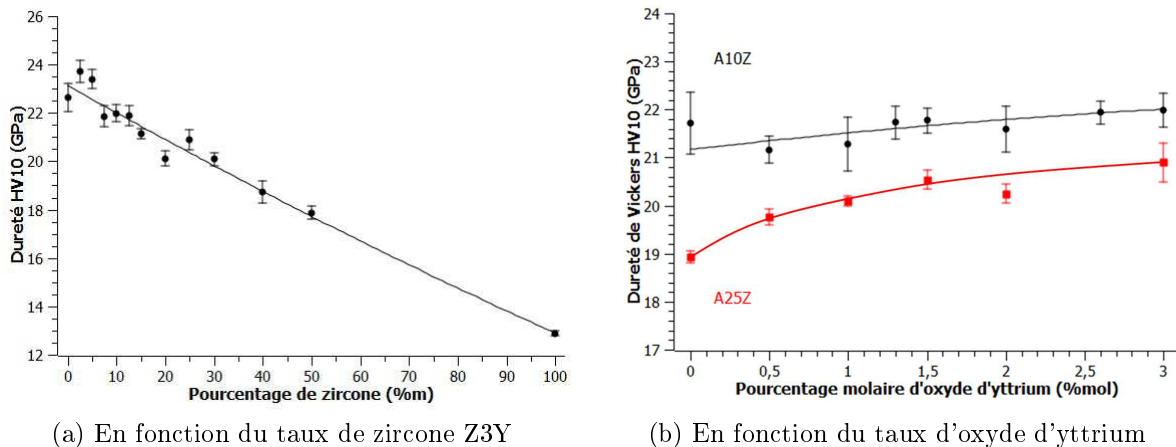 26
24
22
20
18
16
14
12
Dureté HV10 (GPa)
0 10 20 30 40 50 60 70 80 90 100
Pourcentage de zircone (%m)
(a) En fonction du taux de zircone Z3Y
24
23
22
21
20
19
18
17
Dureté de Vickers HV10 (GPa)
A10Z
A25Z
0 0,5 1 1,5 2 2,5 3
Pourcentage molaire d'oxyde d'yttrium (%mol)
(b) En fonction du taux d'oxyde d'yttrium